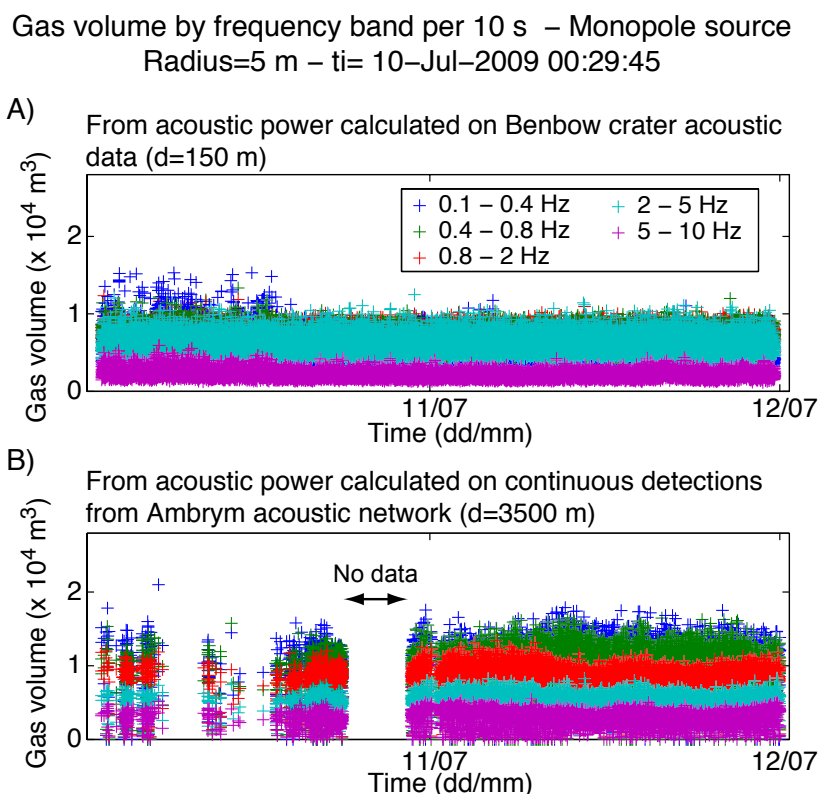 Gas volume by frequency band per 10 s – Monopole source
Radius=5 m – ti= 10–Jul–2009 00:29:45
A)
From acoustic power calculated on Benbow crater acoustic
data (d=150 m)
Gas volume (x 10⁴ m³)
2
1
0
+ 0.1 – 0.4 Hz
+ 0.4 – 0.8 Hz
+ 0.8 – 2 Hz
+ 2 – 5 Hz
+ 5 – 10 Hz
11/07
12/07
Time (dd/mm)
B)
From acoustic power calculated on continuous detections
from Ambrym acoustic network (d=3500 m)
Gas volume (x 10⁴ m³)
2
1
0
No data
11/07
12/07
Time (dd/mm)